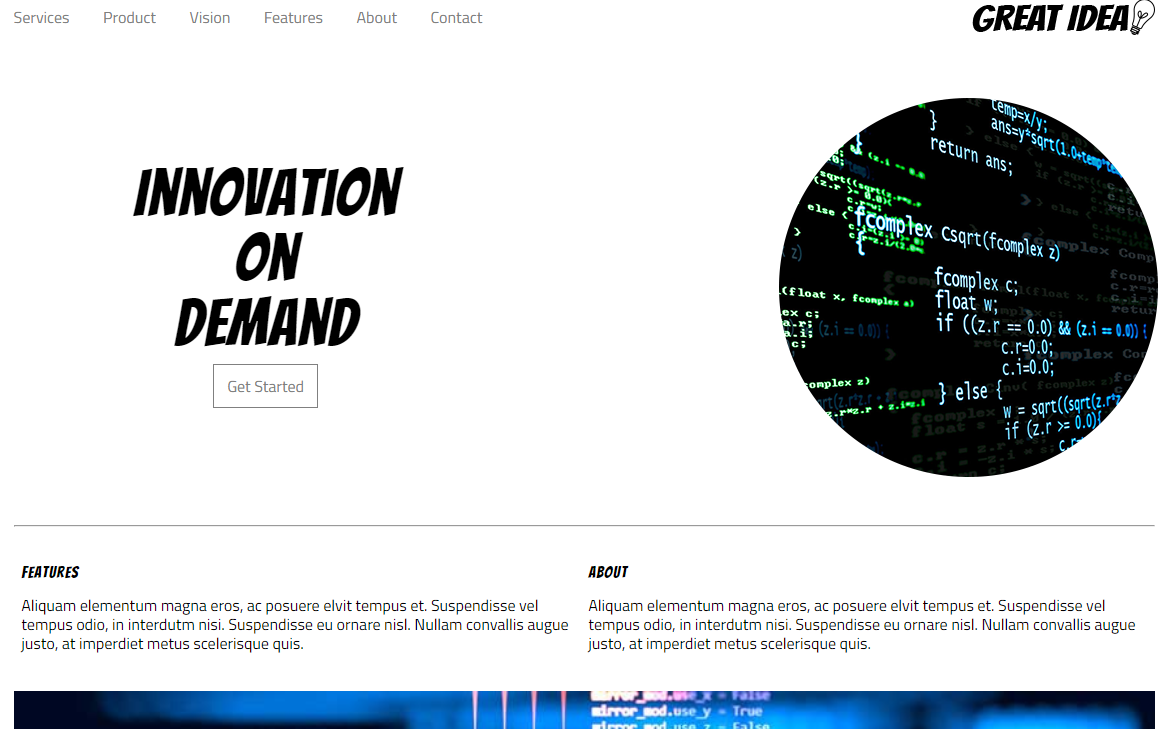 Services Product Vision Features About Contact
GREAT IDEA
INNOVATION
ON
DEMAND
Get Started
temp=x/y;
}
ans=y*sqrt(1.0+temp*te
return ans;
else {
fcomplex Csqrt(fcomplex z)
{
fcomplex c;
float w;
if ((z.r == 0.0) && (z.i == 0.0)) {
c.r=0.0;
c.i=0.0;
} else {
w = sqrt((sqrt(z.r*z
if (z.r >= 0.0){
FEATURES
Aliquam elementum magna eros, ac posuere elvit tempus et. Suspendisse vel
tempus odio, in interdutm nisi. Suspendisse eu ornare nisl. Nullam convallis augue
justo, at imperdiet metus scelerisque quis.
ABOUT
Aliquam elementum magna eros, ac posuere elvit tempus et. Suspendisse vel
tempus odio, in interdutm nisi. Suspendisse eu ornare nisl. Nullam convallis augue
justo, at imperdiet metus scelerisque quis.
mirror_mod.use_x = False
mirror_mod.use_y = True
mirror_mod.use_z = False